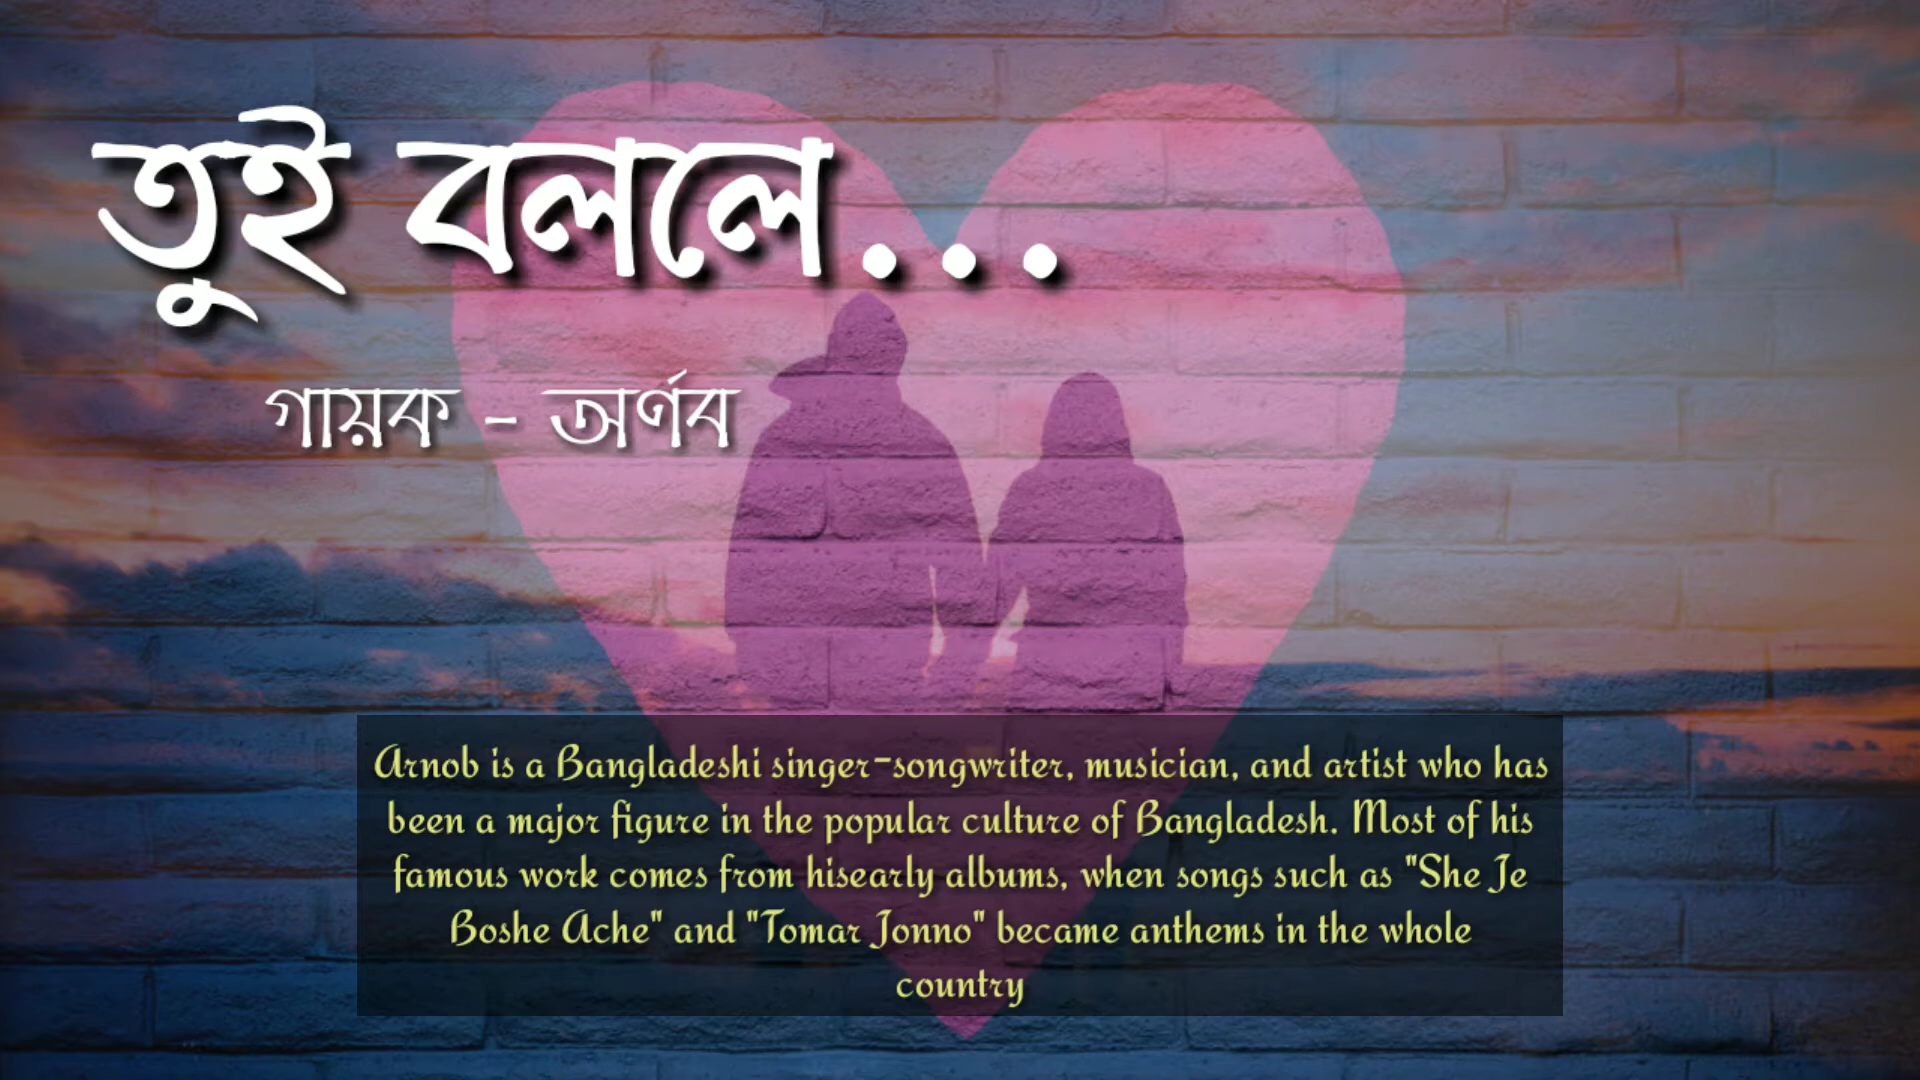 তুই বললে...
গায়ক - অর্ণব
Arnob is a Bangladeshi singer-songwriter, musician, and artist who has
been a major figure in the popular culture of Bangladesh. Most of his
famous work comes from hisearly albums, when songs such as "She Je
Boshe Ache" and "Tomar Jonno" became anthems in the whole
country